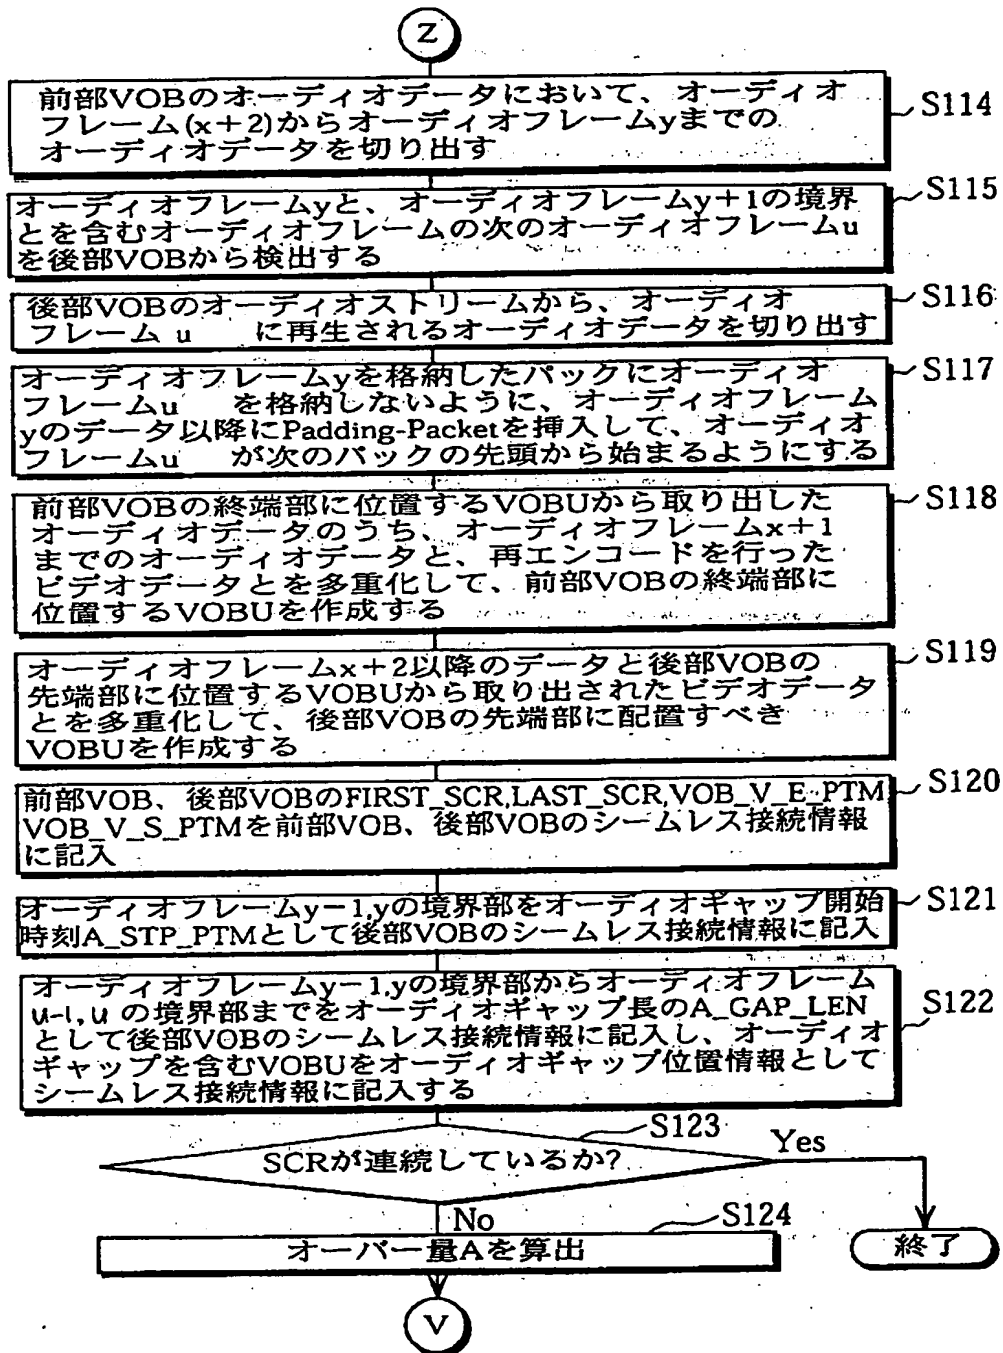 Z
前部VOBのオーディオデータにおいて、オーディオ
フレーム(x+2)からオーディオフレームyまでの
オーディオデータを切り出す
S114
オーディオフレームyと、オーディオフレームy+1の境界
とを含むオーディオフレームの次のオーディオフレームu
を後部VOBから検出する
S115
後部VOBのオーディオストリームから、オーディオ
フレーム u に再生されるオーディオデータを切り出す
S116
オーディオフレームyを格納したパックにオーディオ
フレームu を格納しないように、オーディオフレーム
yのデータ以降にPadding-Packetを挿入して、オーディオ
フレームu が次のパックの先頭から始まるようにする
S117
前部VOBの終端部に位置するVOBUから取り出した
オーディオデータのうち、オーディオフレームx+1
までのオーディオデータと、再エンコードを行った
ビデオデータとを多重化して、前部VOBの終端部に
位置するVOBUを作成する
S118
オーディオフレームx+2以降のデータと後部VOBの
先端部に位置するVOBUから取り出されたビデオデータ
とを多重化して、後部VOBの先端部に配置すべき
VOBUを作成する
S119
前部VOB、後部VOBのFIRST_SCR,LAST_SCR,VOB_V_E_PTM
VOB_V_S_PTMを前部VOB、後部VOBのシームレス接続情報
に記入
S120
オーディオフレームy-1,yの境界部をオーディオギャップ開始
時刻A_STP_PTMとして後部VOBのシームレス接続情報に記入
S121
オーディオフレームy-1,yの境界部からオーディオフレーム
u-1,u の境界部までをオーディオギャップ長のA_GAP_LEN
として後部VOBのシームレス接続情報に記入し、オーディオ
ギャップを含むVOBUをオーディオギャップ位置情報として
シームレス接続情報に記入する
S122
S123
SCRが連続しているか?
Yes
No
S124
オーバー量Aを算出
終了
V